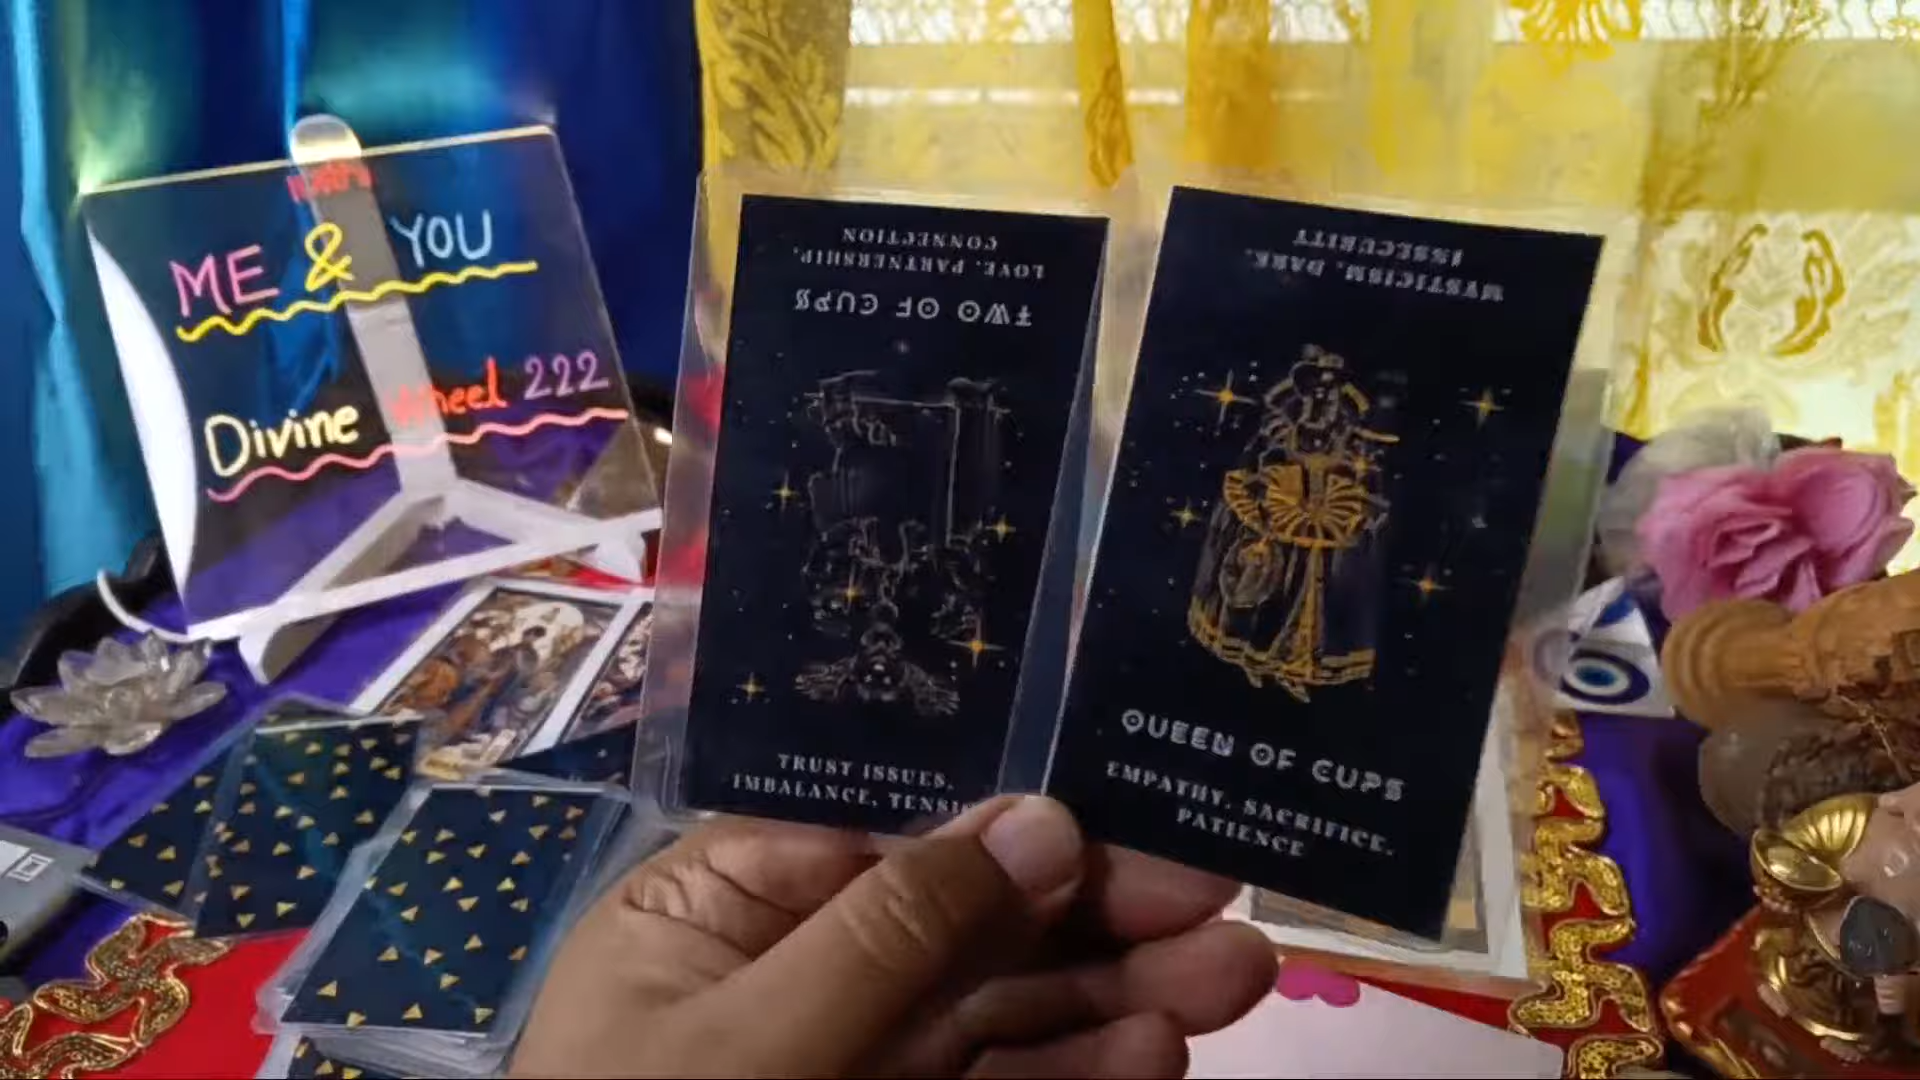 ME & YOU
Divine Wheel 222
LOVE, PARTNERSHIP,
CONNECTION
TWO OF CUPS
TRUST ISSUES,
IMBALANCE, TENSI
MYSTICISM, DARK,
INSECURITY
QUEEN OF CUPS
EMPATHY, SACRIFICE,
PATIENCE